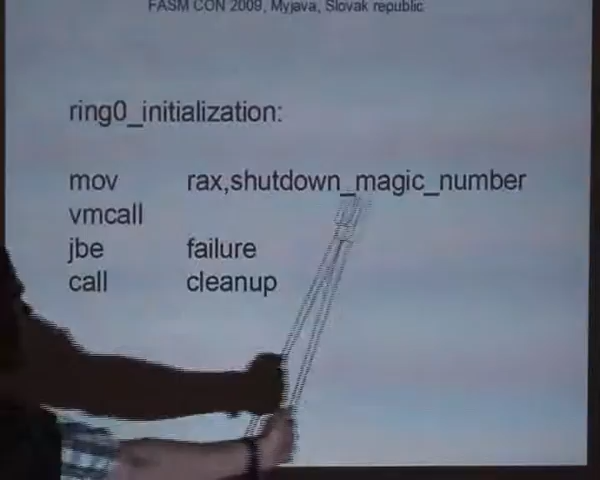 FASM CON 2009, Myjava, Slovak republic
ring0_initialization:
mov rax,shutdown_magic_number
vmcall
jbe failure
call cleanup